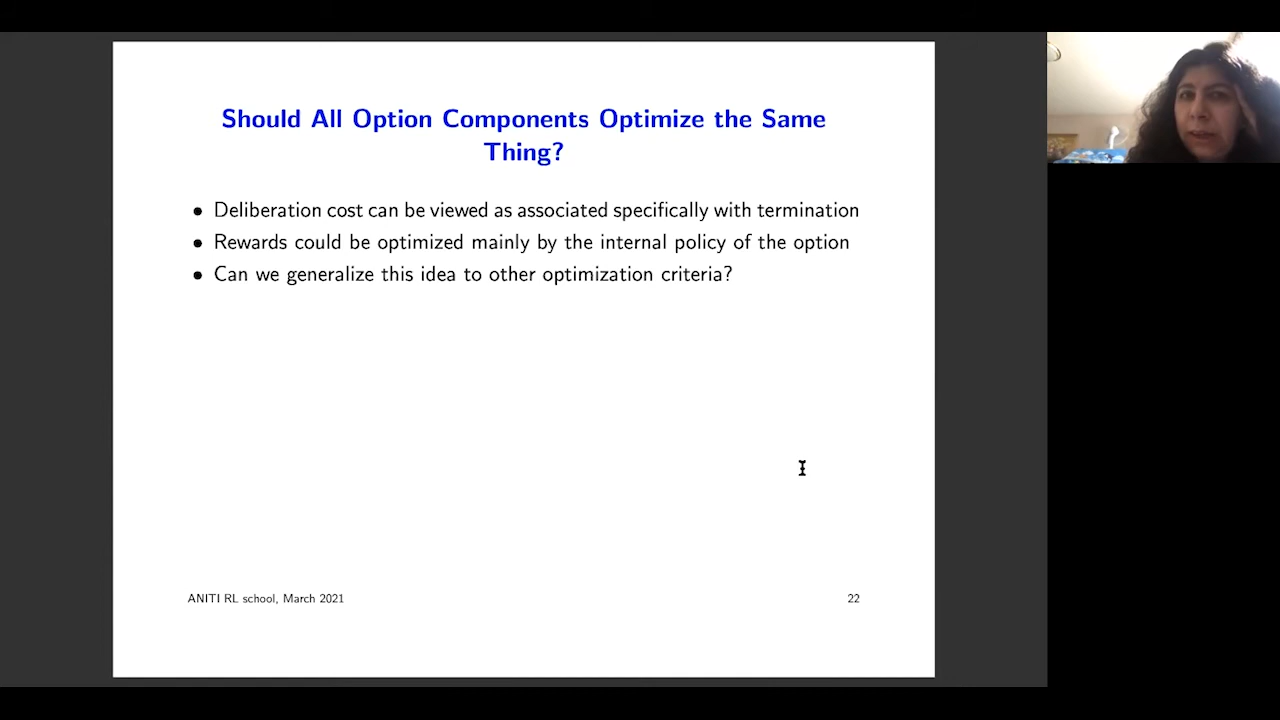 Should All Option Components Optimize the Same
Thing?
• Deliberation cost can be viewed as associated specifically with termination
• Rewards could be optimized mainly by the internal policy of the option
• Can we generalize this idea to other optimization criteria?
ANITI RL school, March 2021
22